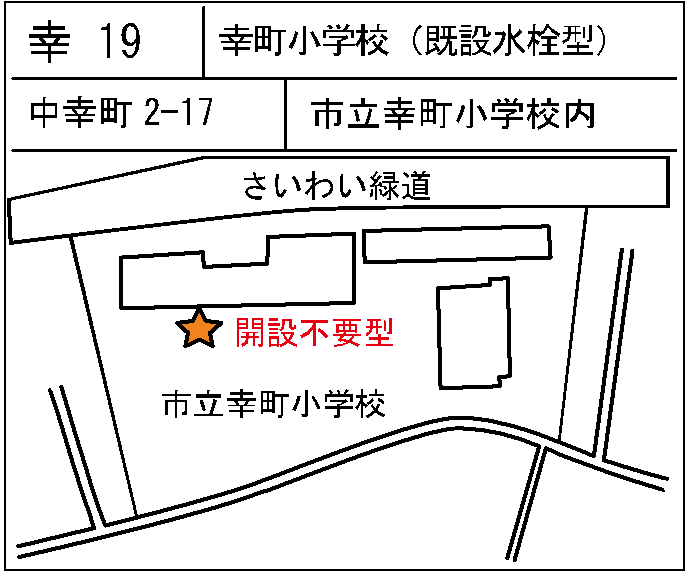 幸 19
幸町小学校（既設水栓型）
中幸町2-17
市立幸町小学校内
さいわい緑道
開設不要型
市立幸町小学校